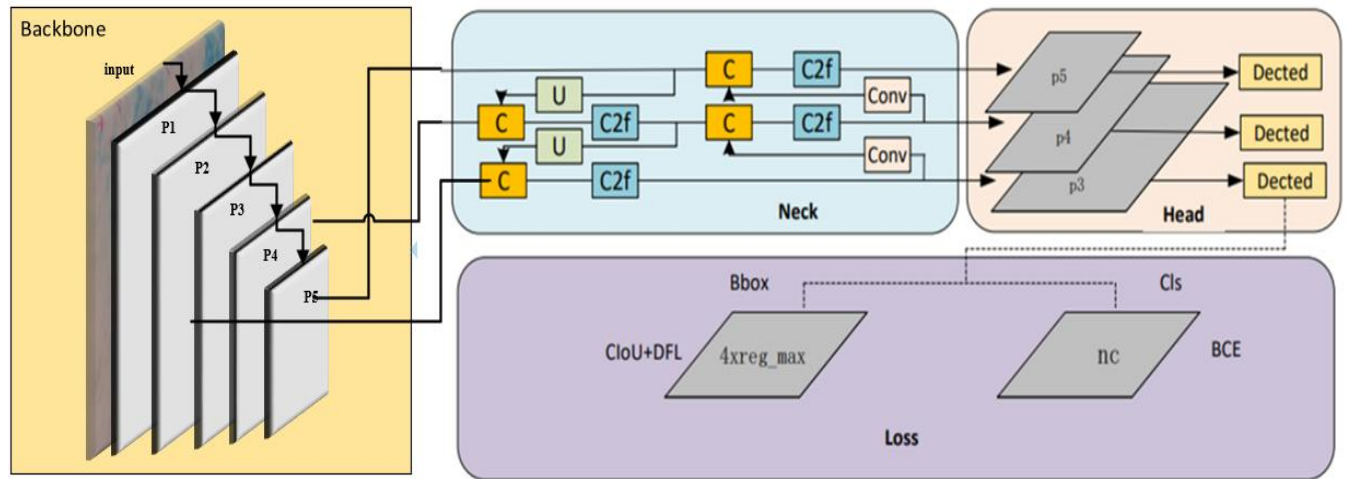 Backbone
input
P1
P2
P3
P4
P5
U
C
C2f
U
C
C2f
C
C2f
Conv
C
C2f
Conv
Neck
p5
p4
p3
Dected
Dected
Dected
Head
Bbox
Cls
CIoU+DFL
4xreg_max
nc
BCE
Loss